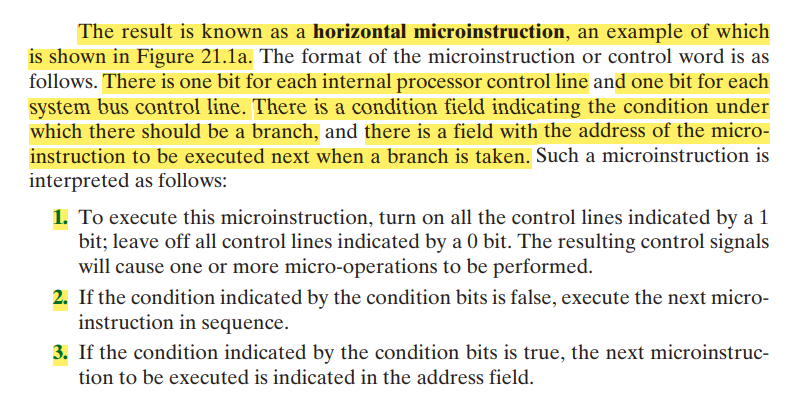 The result is known as a horizontal microinstruction, an example of which
is shown in Figure 21.1a. The format of the microinstruction or control word is as
follows. There is one bit for each internal processor control line and one bit for each
system bus control line. There is a condition field indicating the condition under
which there should be a branch, and there is a field with the address of the micro-
instruction to be executed next when a branch is taken. Such a microinstruction is
interpreted as follows:
1. To execute this microinstruction, turn on all the control lines indicated by a 1
bit; leave off all control lines indicated by a 0 bit. The resulting control signals
will cause one or more micro-operations to be performed.
2. If the condition indicated by the condition bits is false, execute the next micro-
instruction in sequence.
3. If the condition indicated by the condition bits is true, the next microinstruc-
tion to be executed is indicated in the address field.